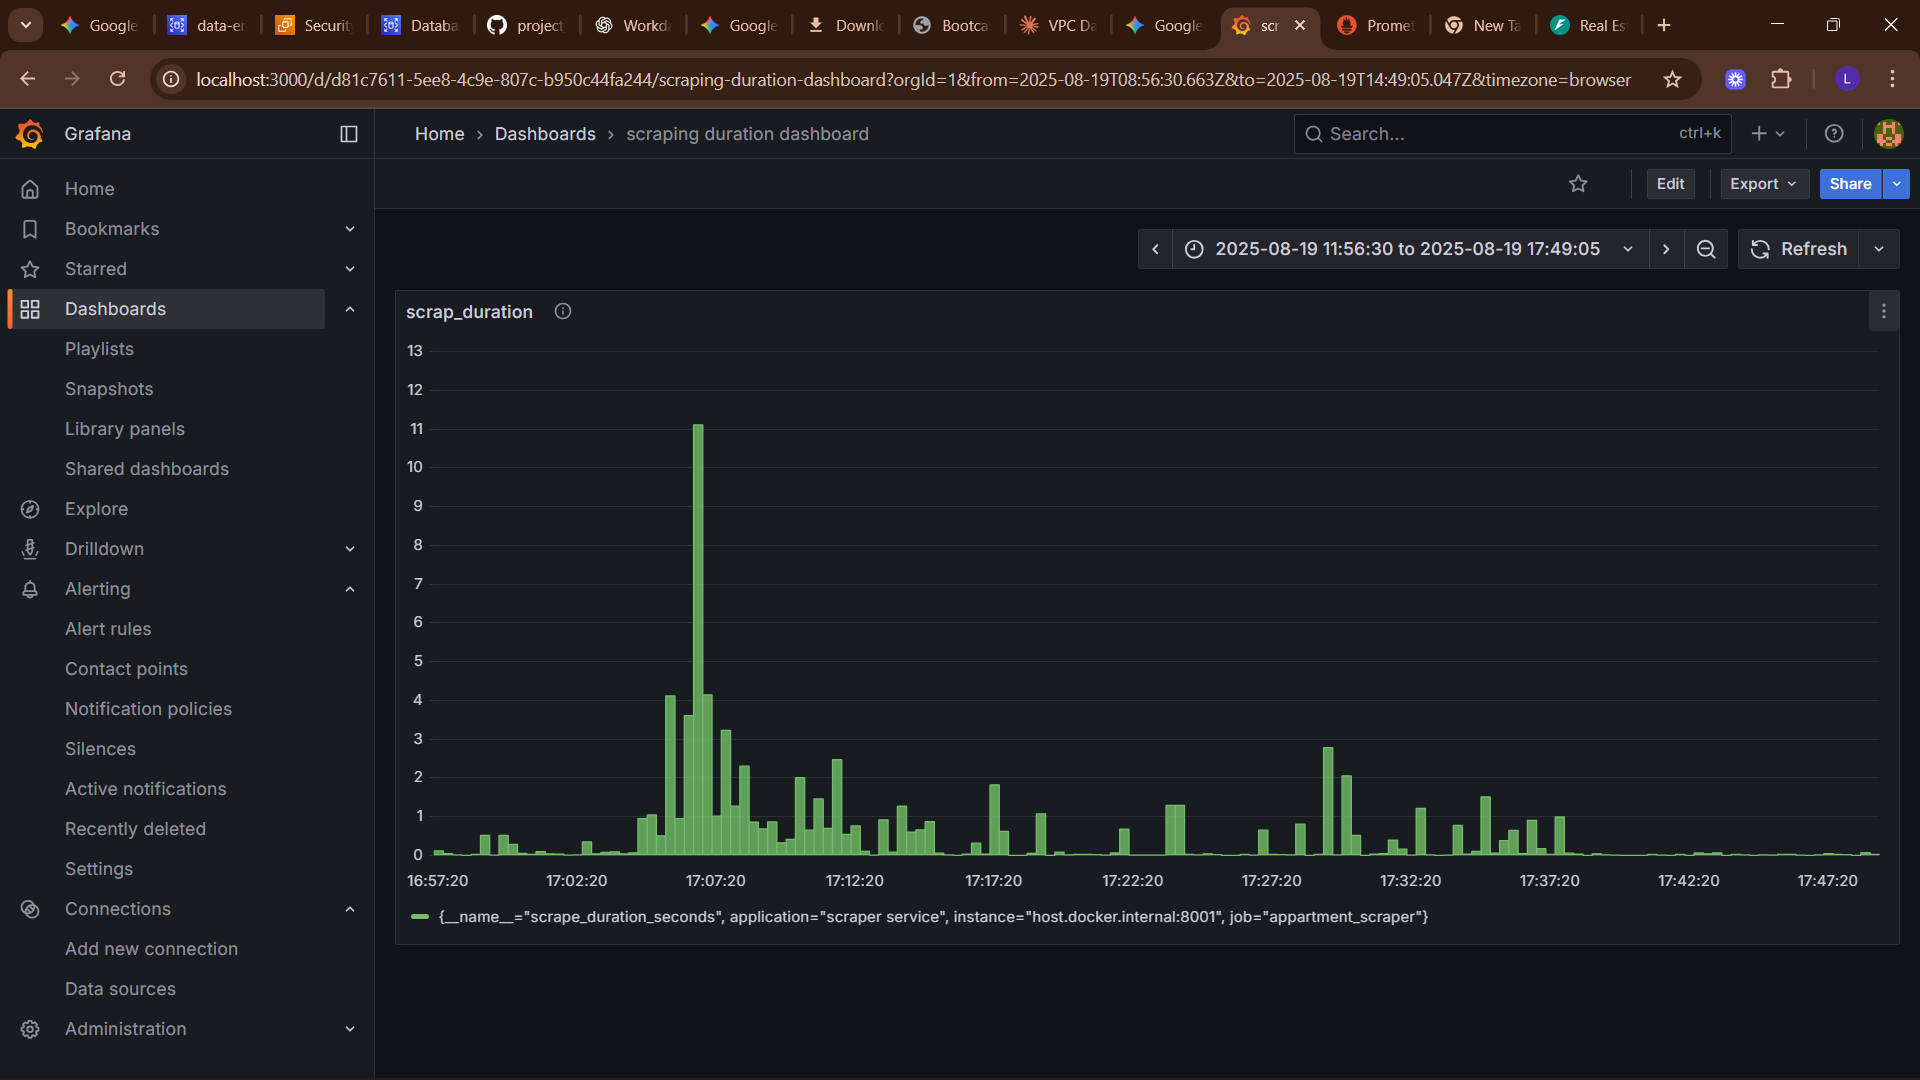 Google
data-er
Security
Databa
project
Workda
Google
Downlo
Bootca
VPC Da
Google
scr
Promet
New Ta
Real Es
localhost:3000/d/d81c7611-5ee8-4c9e-807c-b950c44fa244/scraping-duration-dashboard?orgId=1&from=2025-08-19T08:56:30.663Z&to=2025-08-19T14:49:05.047Z&timezone=browser
L
Grafana
Home › Dashboards › scraping duration dashboard
Search...
ctrl+k
Edit
Export
Share
Home
Bookmarks
Starred
Dashboards
Playlists
Snapshots
Library panels
Shared dashboards
Explore
Drilldown
Alerting
Alert rules
Contact points
Notification policies
Silences
Active notifications
Recently deleted
Settings
Connections
Add new connection
Data sources
Administration
2025-08-19 11:56:30 to 2025-08-19 17:49:05
Refresh
scrap_duration
13
12
11
10
9
8
7
6
5
4
3
2
1
0
16:57:20
17:02:20
17:07:20
17:12:20
17:17:20
17:22:20
17:27:20
17:32:20
17:37:20
17:42:20
17:47:20
{__name__="scrape_duration_seconds", application="scraper service", instance="host.docker.internal:8001", job="appartment_scraper"}